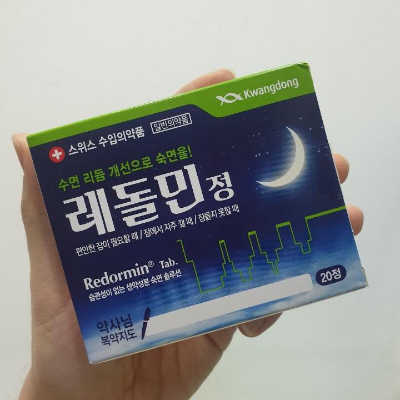 Kwangdong
스위스 수입의약품 일반의약품
수면 리듬 개선으로 숙면을!
레돌민정
편안한 잠이 필요할 때 / 잠에서 자주 깰 때 / 잠들지 못할 때
Redormin® Tab.
습관성이 없는 생약성분 숙면 솔루션
20정
약사님
복약지도